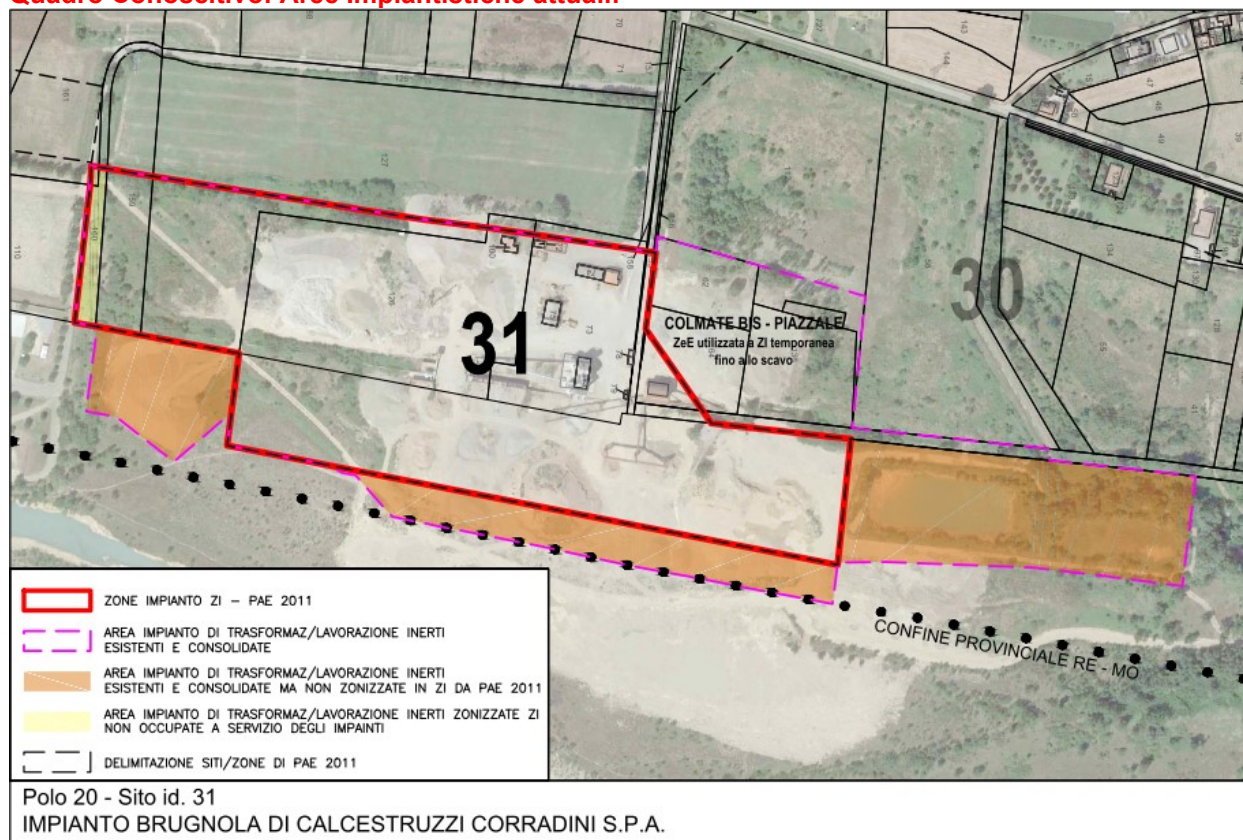 31
30
COLMATE BIS - PIAZZALE
ZeE utilizzata a ZI temporanea
fino allo scavo
CONFINE PROVINCIALE RE - MO
ZONE IMPIANTO ZI – PAE 2011
AREA IMPIANTO DI TRASFORMAZ/LAVORAZIONE INERTI
ESISTENTI E CONSOLIDATE
AREA IMPIANTO DI TRASFORMAZ/LAVORAZIONE INERTI
ESISTENTI E CONSOLIDATE MA NON ZONIZZATE IN ZI DA PAE 2011
AREA IMPIANTO DI TRASFORMAZ/LAVORAZIONE INERTI ZONIZZATE ZI
NON OCCUPATE A SERVIZIO DEGLI IMPAINTI
DELIMITAZIONE SITI/ZONE DI PAE 2011
Polo 20 - Sito id. 31
IMPIANTO BRUGNOLA DI CALCESTRUZZI CORRADINI S.P.A.